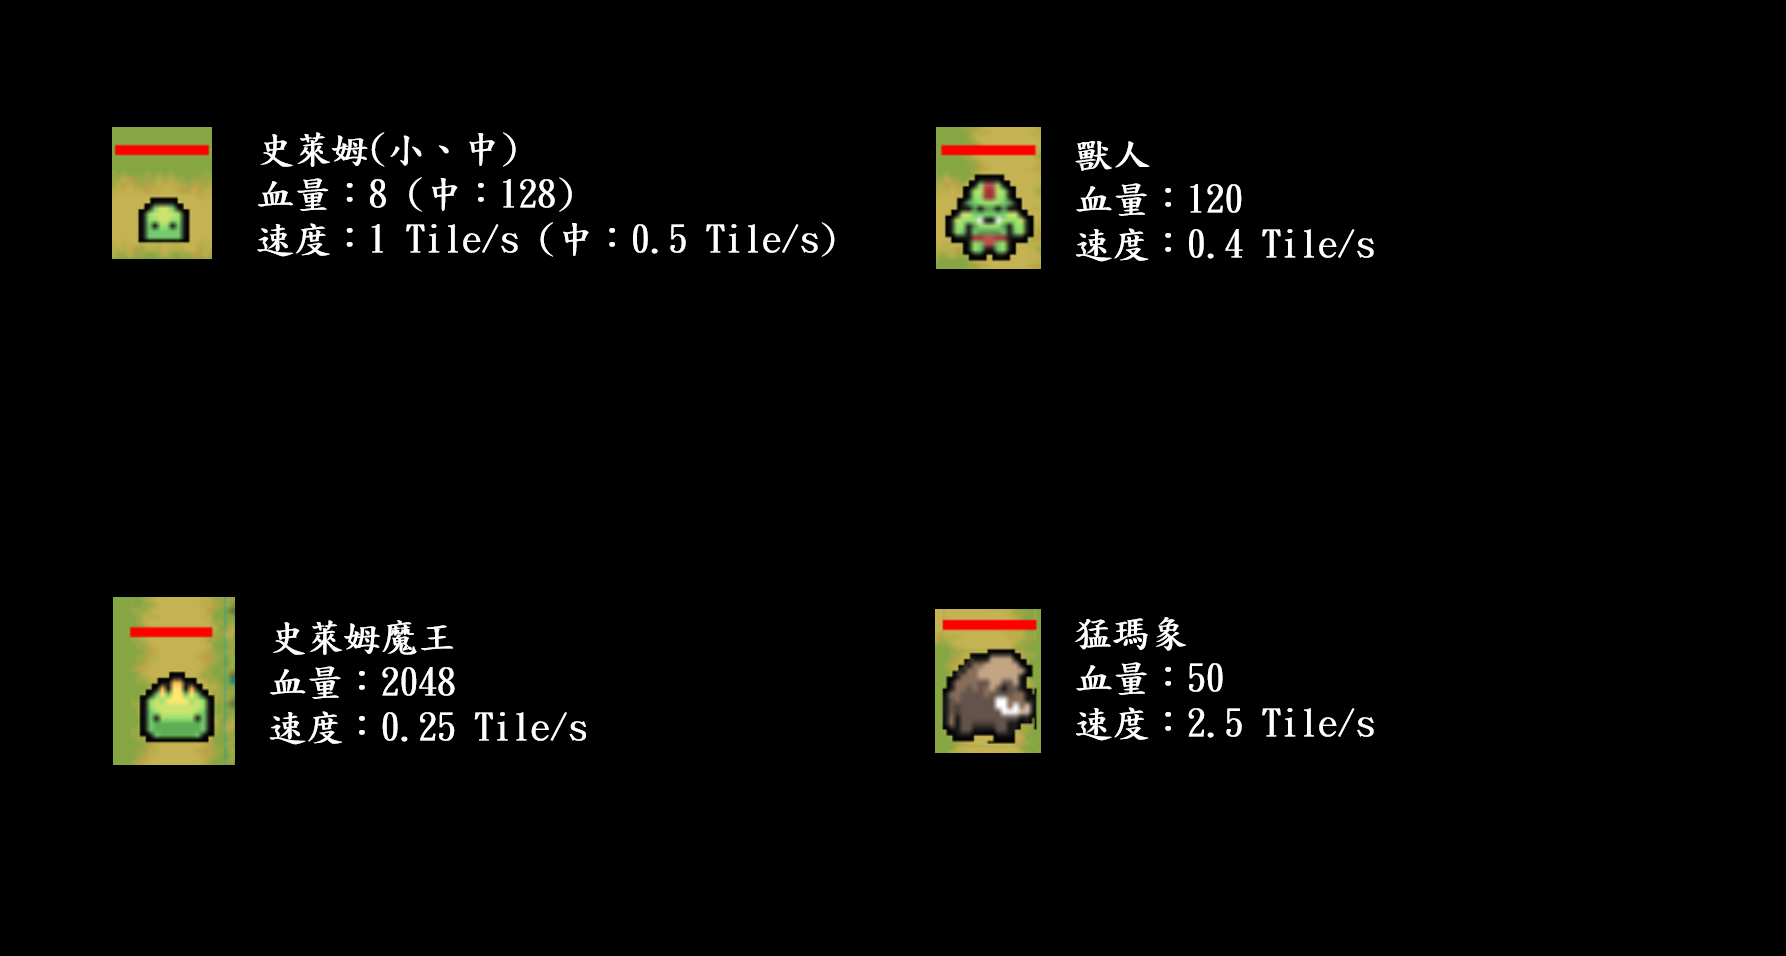 史萊姆(小、中)
血量：8 (中：128)
速度：1 Tile/s (中：0.5 Tile/s)
獸人
血量：120
速度：0.4 Tile/s
史萊姆魔王
血量：2048
速度：0.25 Tile/s
猛瑪象
血量：50
速度：2.5 Tile/s